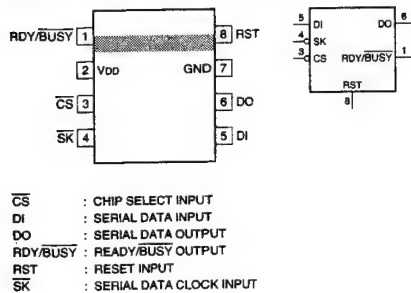 RDY/BUSY 1 8 RST
2 VDD GND 7
CS 3 6 DO
SK 4 5 DI
5 DI DO 6
4 SK
3 CS RDY/BUSY 1
RST
8
CS : CHIP SELECT INPUT
DI : SERIAL DATA INPUT
DO : SERIAL DATA OUTPUT
RDY/BUSY : READY/BUSY OUTPUT
RST : RESET INPUT
SK : SERIAL DATA CLOCK INPUT